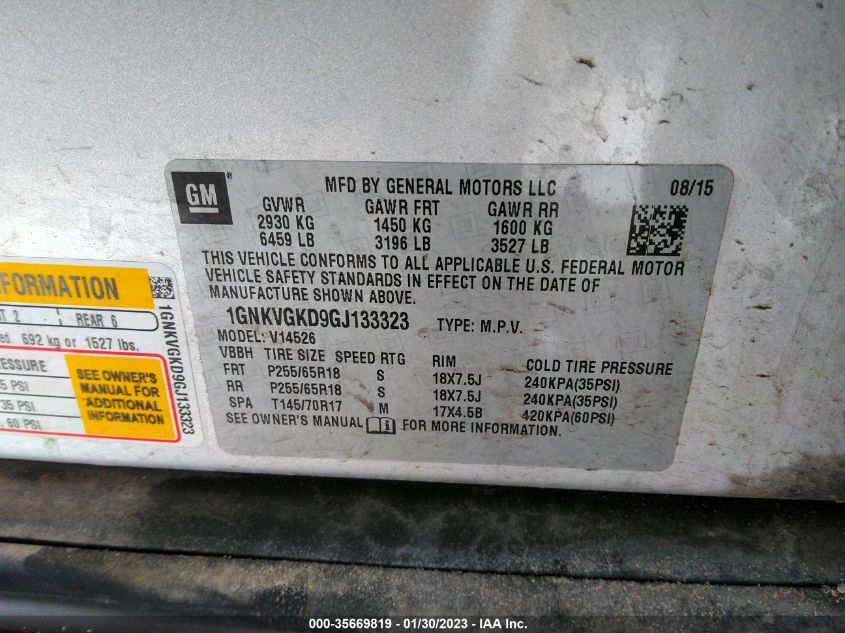 GM
MFD BY GENERAL MOTORS LLC 08/15
GVWR GAWR FRT GAWR RR
2930 KG 1450 KG 1600 KG
6459 LB 3196 LB 3527 LB
THIS VEHICLE CONFORMS TO ALL APPLICABLE U.S. FEDERAL MOTOR
VEHICLE SAFETY STANDARDS IN EFFECT ON THE DATE OF
MANUFACTURE SHOWN ABOVE.
1GNKVGKD9GJ133323 TYPE: M.P.V.
MODEL: V14526
VBBH TIRE SIZE SPEED RTG RIM COLD TIRE PRESSURE
FRT P255/65R18 S 18X7.5J 240KPA(35PSI)
RR P255/65R18 S 18X7.5J 240KPA(35PSI)
SPA T145/70R17 M 17X4.5B 420KPA(60PSI)
SEE OWNER'S MANUAL FOR MORE INFORMATION.
FORMATION
2 REAR 6
692 kg or 1527 lbs.
RESSURE
5 PSI
35 PSI
60 PSI
SEE OWNER'S
MANUAL FOR
ADDITIONAL
INFORMATION
1GNKVGKD9GJ133323
000-35669819 / 01/30/2023 / IAA Inc.